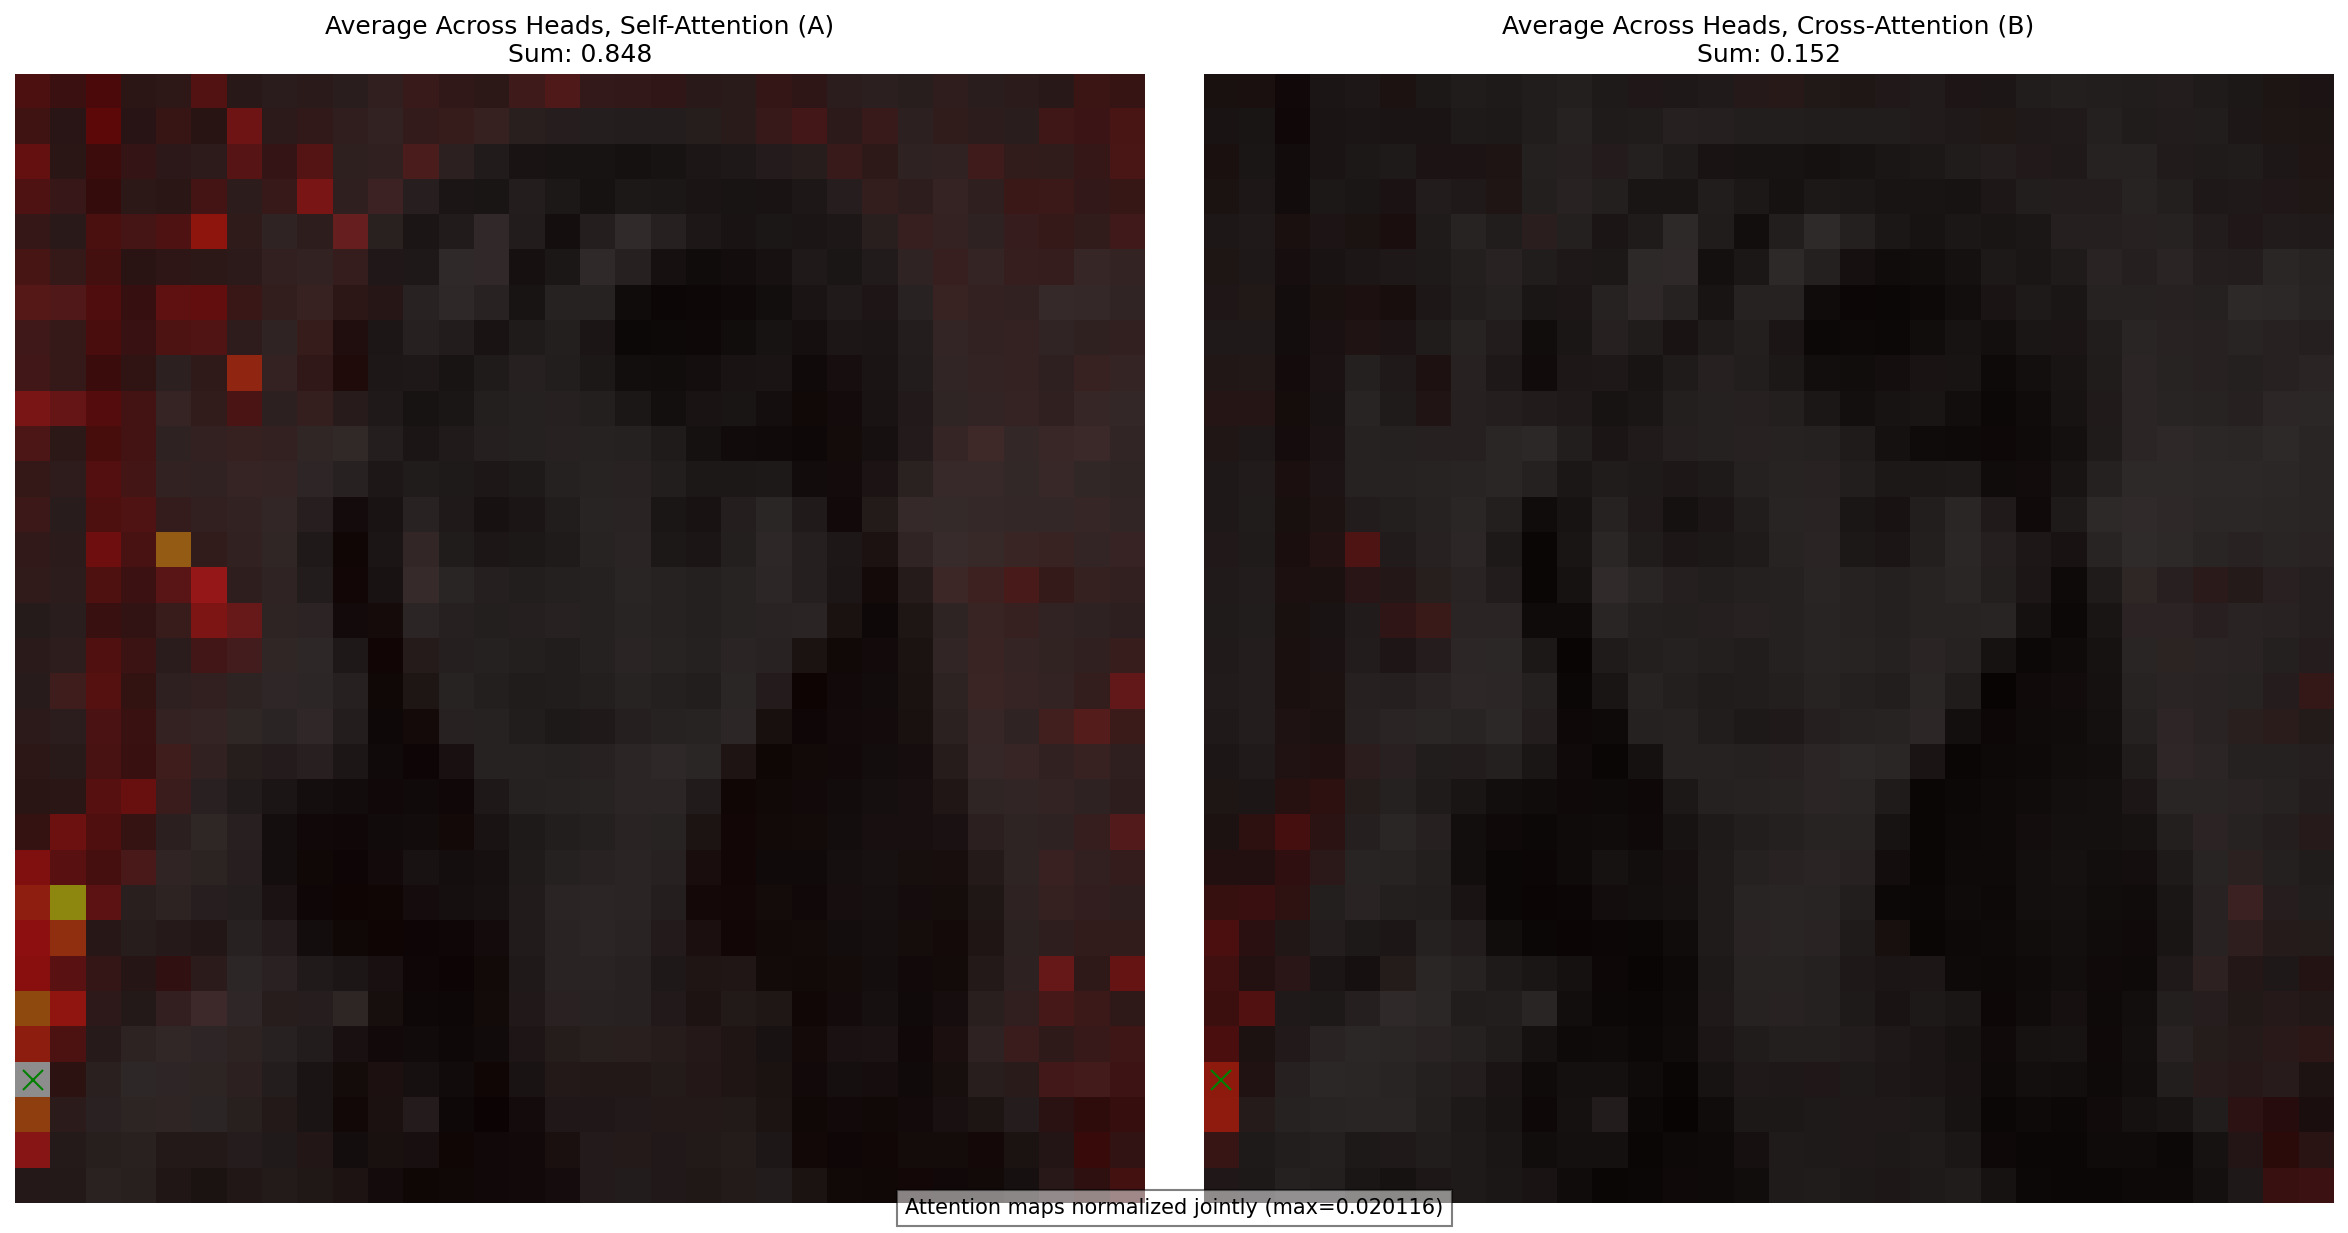 Average Across Heads, Self-Attention (A)
Sum: 0.848
Average Across Heads, Cross-Attention (B)
Sum: 0.152
Attention maps normalized jointly (max=0.020116)